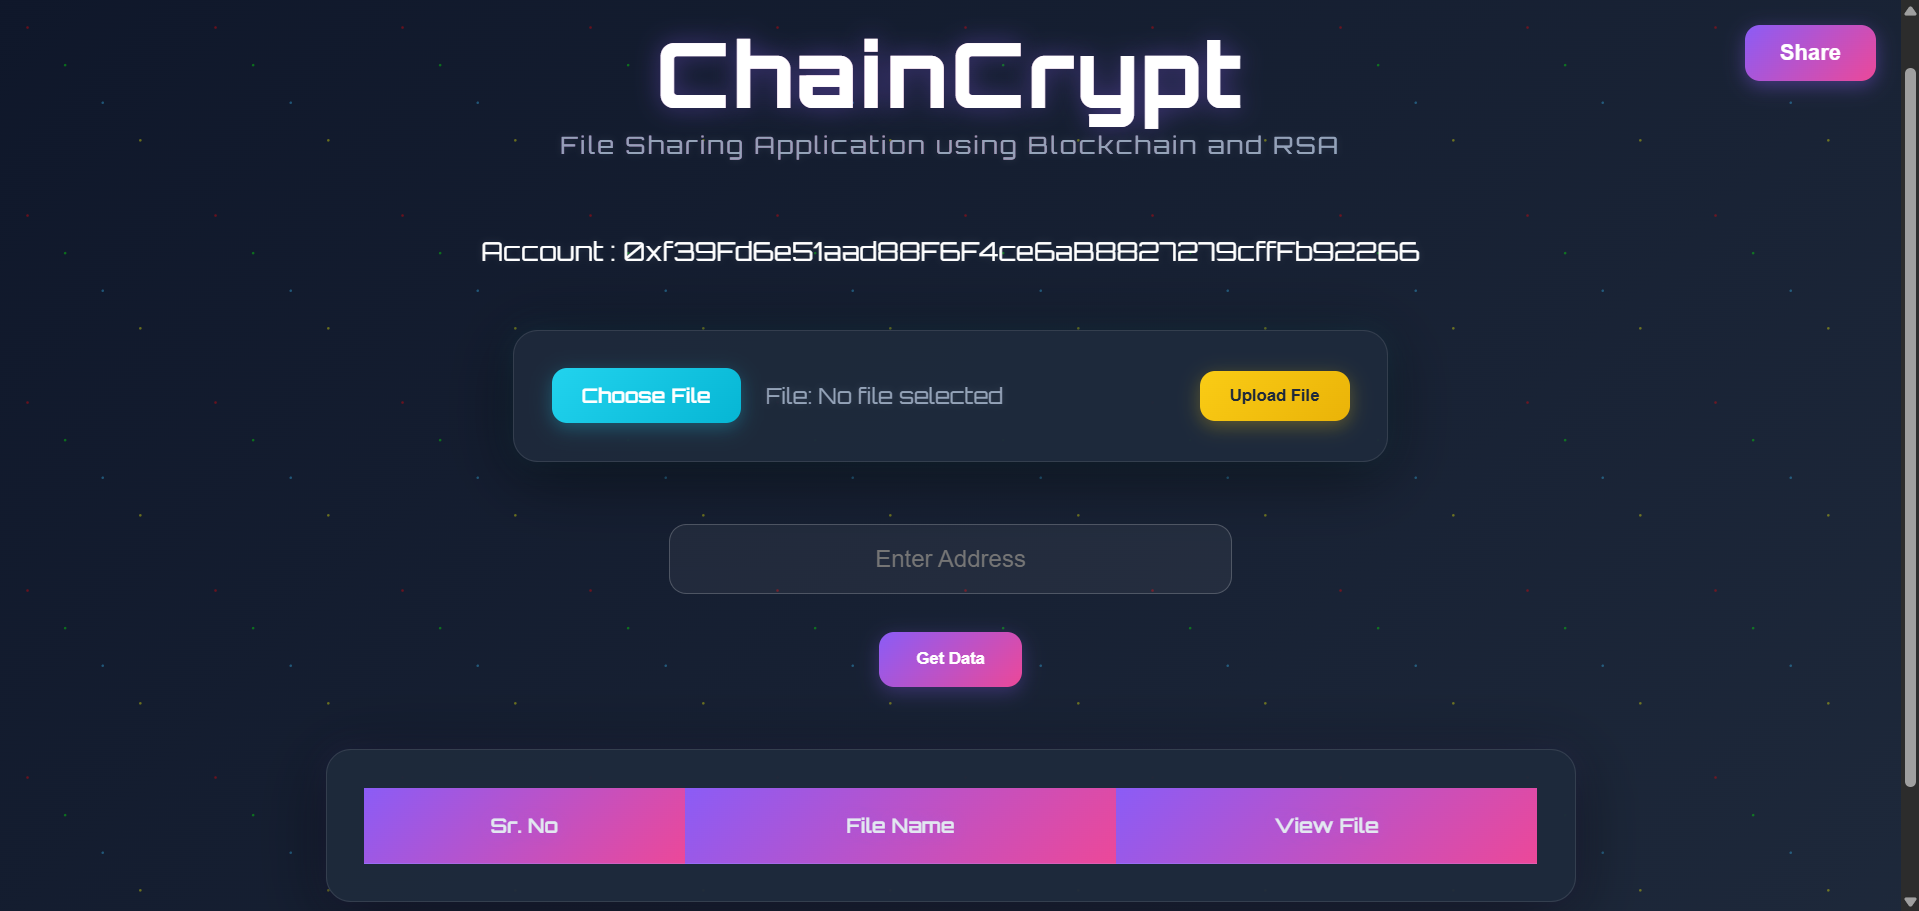 ChainCrypt
Share
File Sharing Application using Blockchain and RSA
Account : 0xf39Fd6e51aad88F6F4ce6aB8827279cffFb92266
Choose File
File: No file selected
Upload File
Enter Address
Get Data
Sr. No
File Name
View File